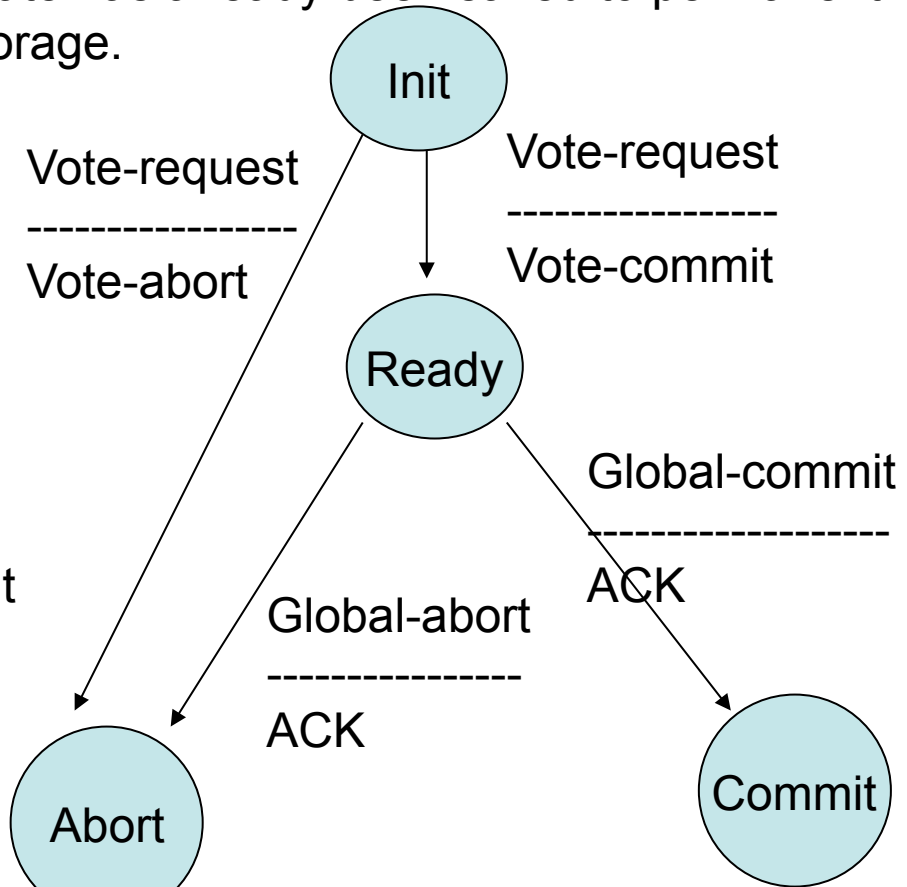 orage.
Init
Vote-request
-----------------
Vote-abort
Vote-request
-----------------
Vote-commit
Ready
Global-commit
-------------------
ACK
t
Global-abort
----------------
ACK
Abort
Commit